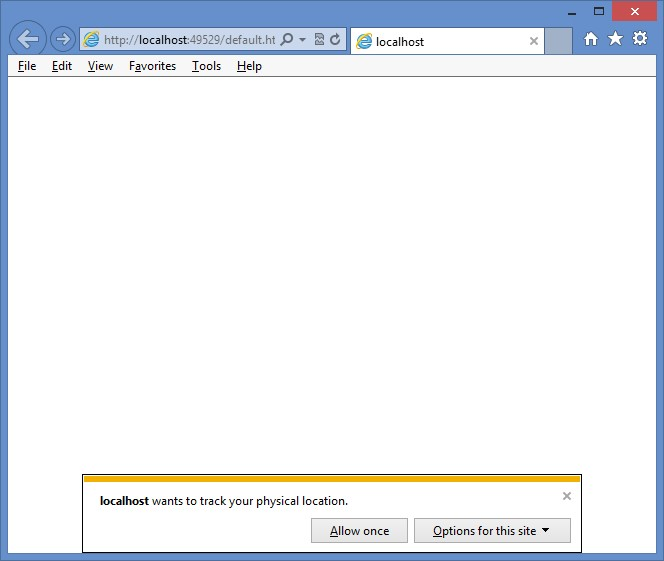 http://localhost:49529/default.ht
localhost
File Edit View Favorites Tools Help
localhost wants to track your physical location.
Allow once Options for this site